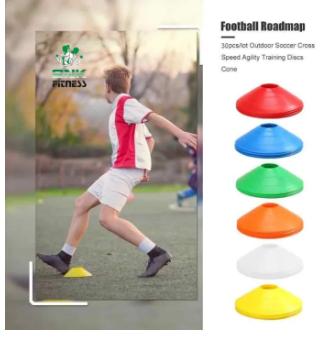 Football Roadmap
30pcs/lot Outdoor Soccer Cross
Speed Agility Training Discs
Cone
FITNESS